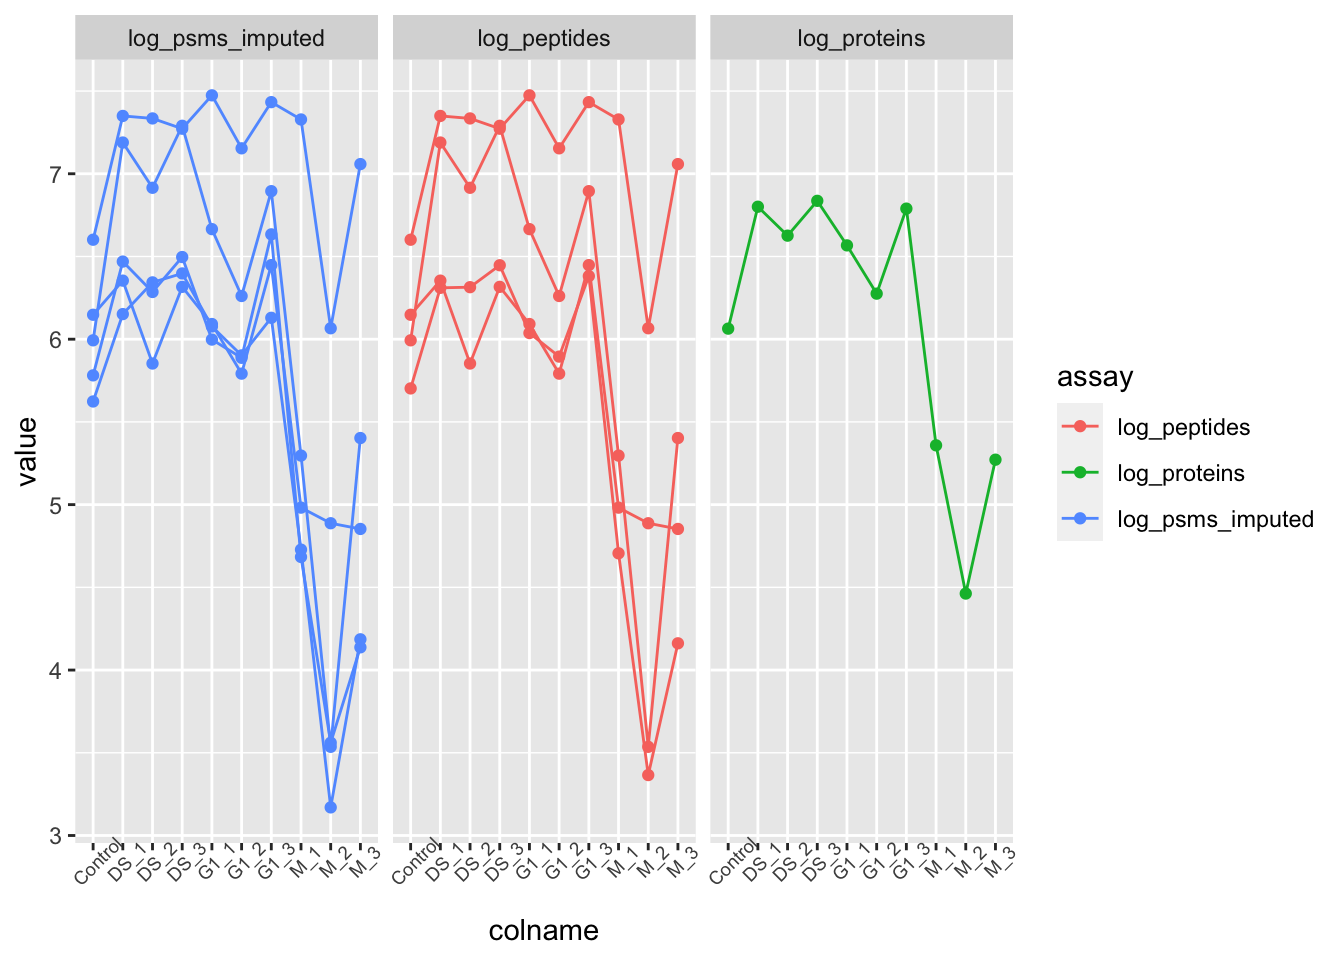 log_psms_imputed
log_peptides
log_proteins
value
7
6
5
4
3
Control
DS_1
DS_2
DS_3
G1_1
G1_2
G1_3
M_1
M_2
M_3
Control
DS_1
DS_2
DS_3
G1_1
G1_2
G1_3
M_1
M_2
M_3
Control
DS_1
DS_2
DS_3
G1_1
G1_2
G1_3
M_1
M_2
M_3
colname
assay
log_peptides
log_proteins
log_psms_imputed